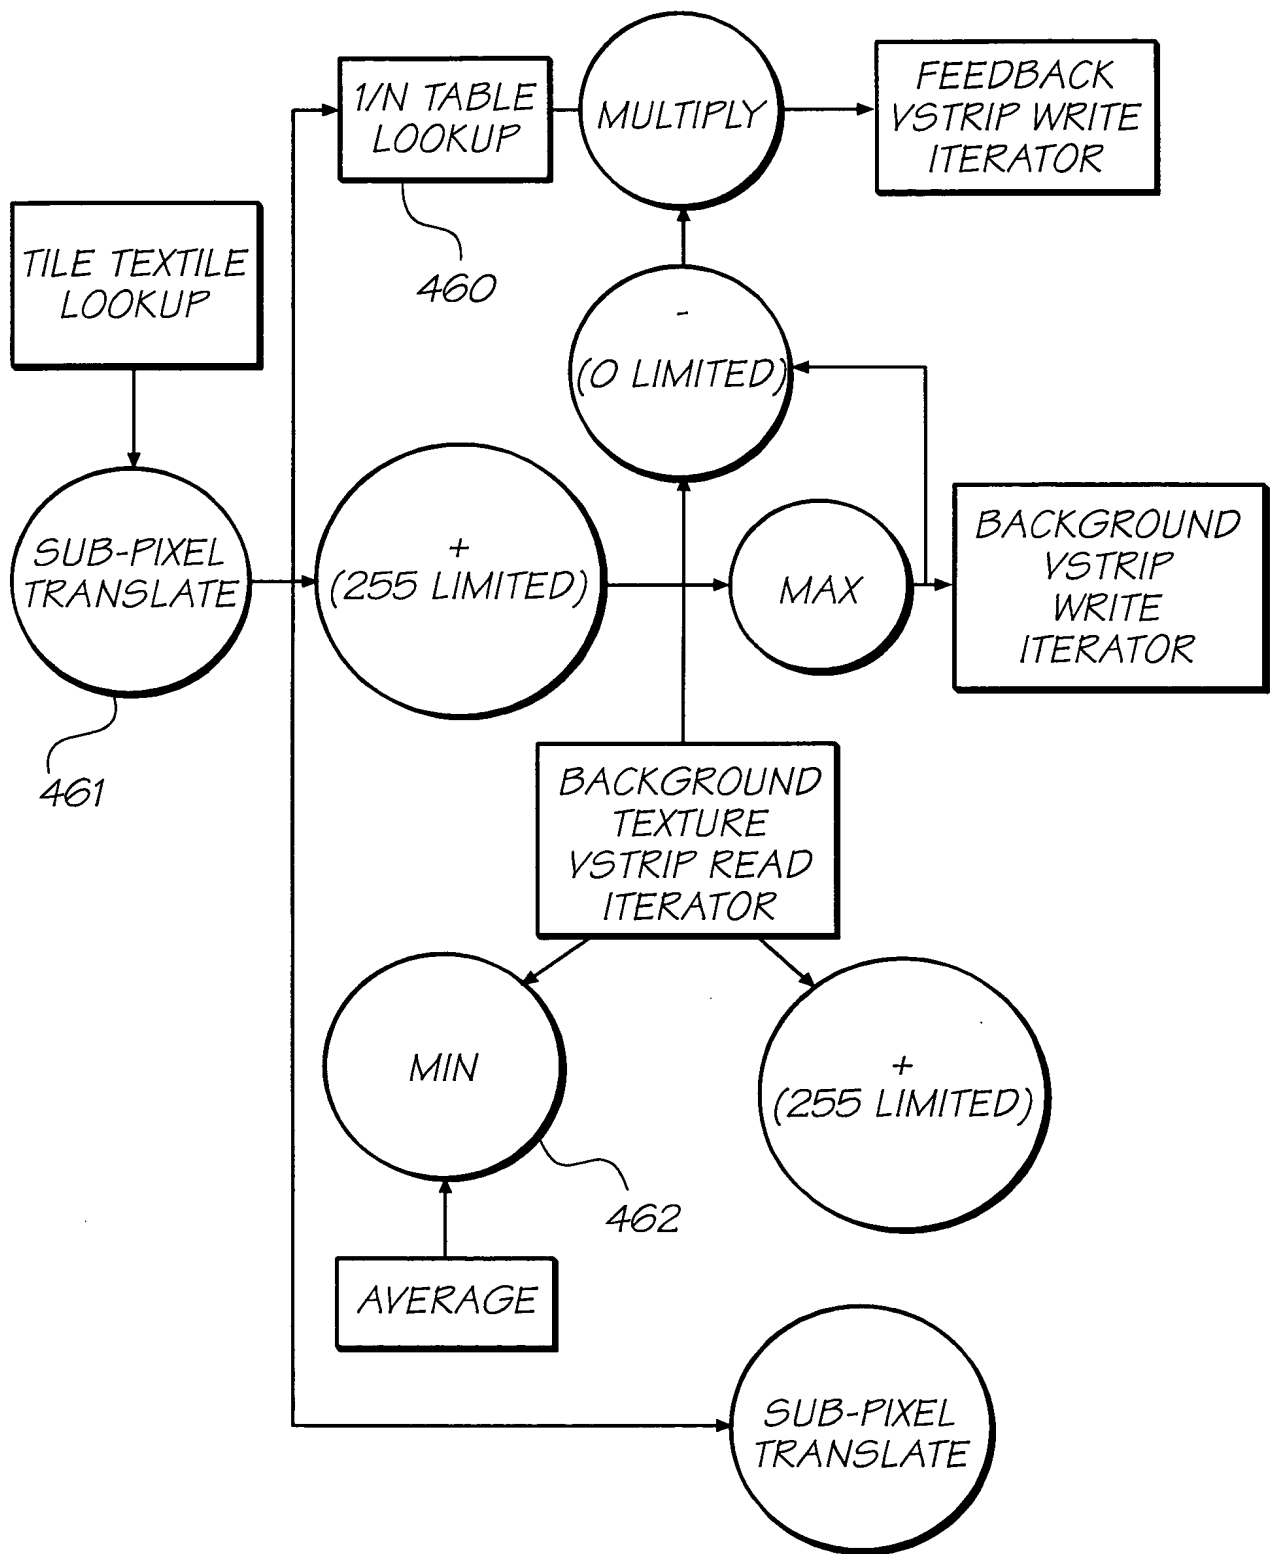 1/N TABLE
LOOKUP
MULTIPLY
FEEDBACK
VSTRIP WRITE
ITERATOR
TILE TEXTILE
LOOKUP
460
-
(0 LIMITED)
SUB-PIXEL
TRANSLATE
+
(255 LIMITED)
MAX
BACKGROUND
VSTRIP
WRITE
ITERATOR
461
BACKGROUND
TEXTURE
VSTRIP READ
ITERATOR
MIN
+
(255 LIMITED)
462
AVERAGE
SUB-PIXEL
TRANSLATE